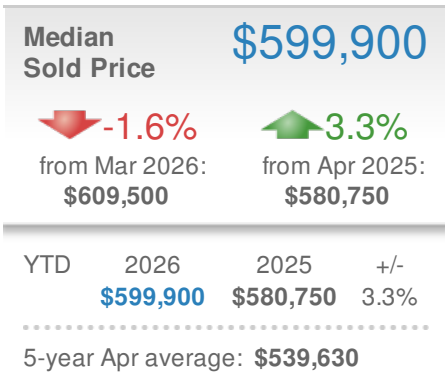 Median
Sold Price
$599,900
-1.6%
from Mar 2026:
$609,500
3.3%
from Apr 2025:
$580,750
YTD 2026 2025 +/-
$599,900 $580,750 3.3%
5-year Apr average: $539,630